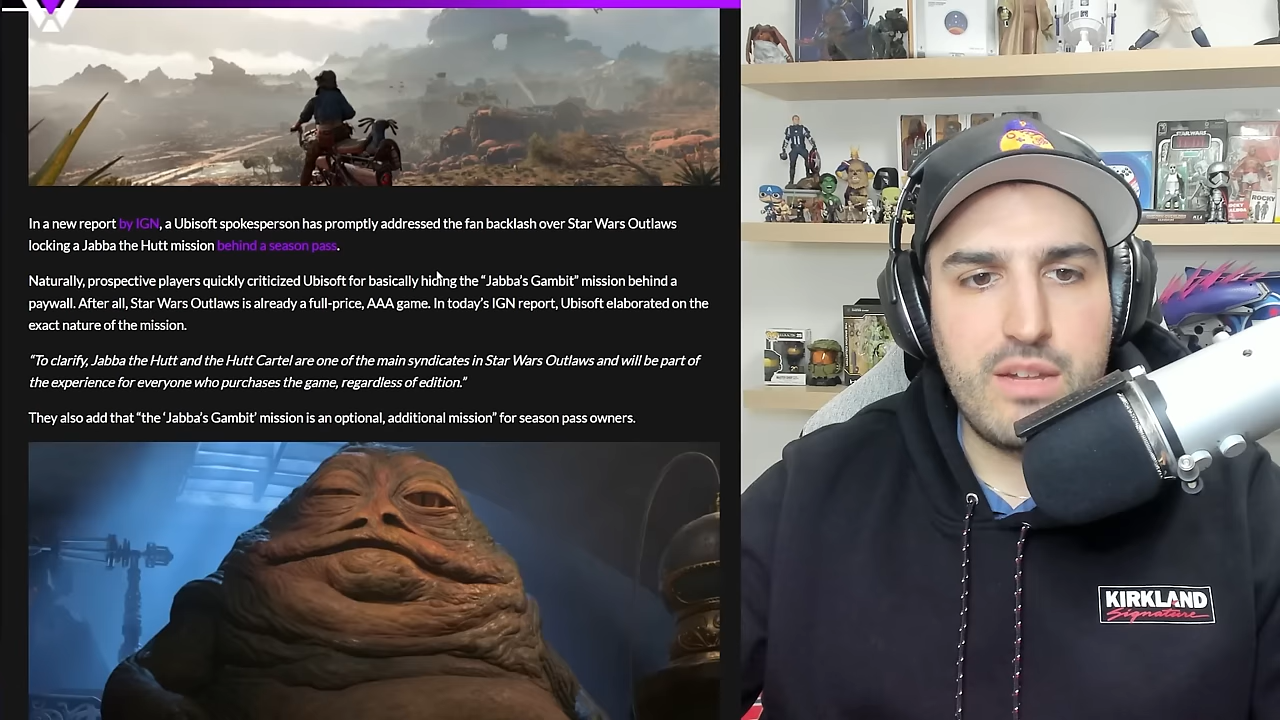 In a new report by IGN, a Ubisoft spokesperson has promptly addressed the fan backlash over Star Wars Outlaws
locking a Jabba the Hutt mission behind a season pass.
Naturally, prospective players quickly criticized Ubisoft for basically hiding the “Jabba’s Gambit” mission behind a
paywall. After all, Star Wars Outlaws is already a full-price, AAA game. In today’s IGN report, Ubisoft elaborated on the
exact nature of the mission.
“To clarify, Jabba the Hutt and the Hutt Cartel are one of the main syndicates in Star Wars Outlaws and will be part of
the experience for everyone who purchases the game, regardless of edition.”
They also add that “the ‘Jabba’s Gambit’ mission is an optional, additional mission” for season pass owners.
STAR WARS
ROCKY
KIRKLAND
Signature